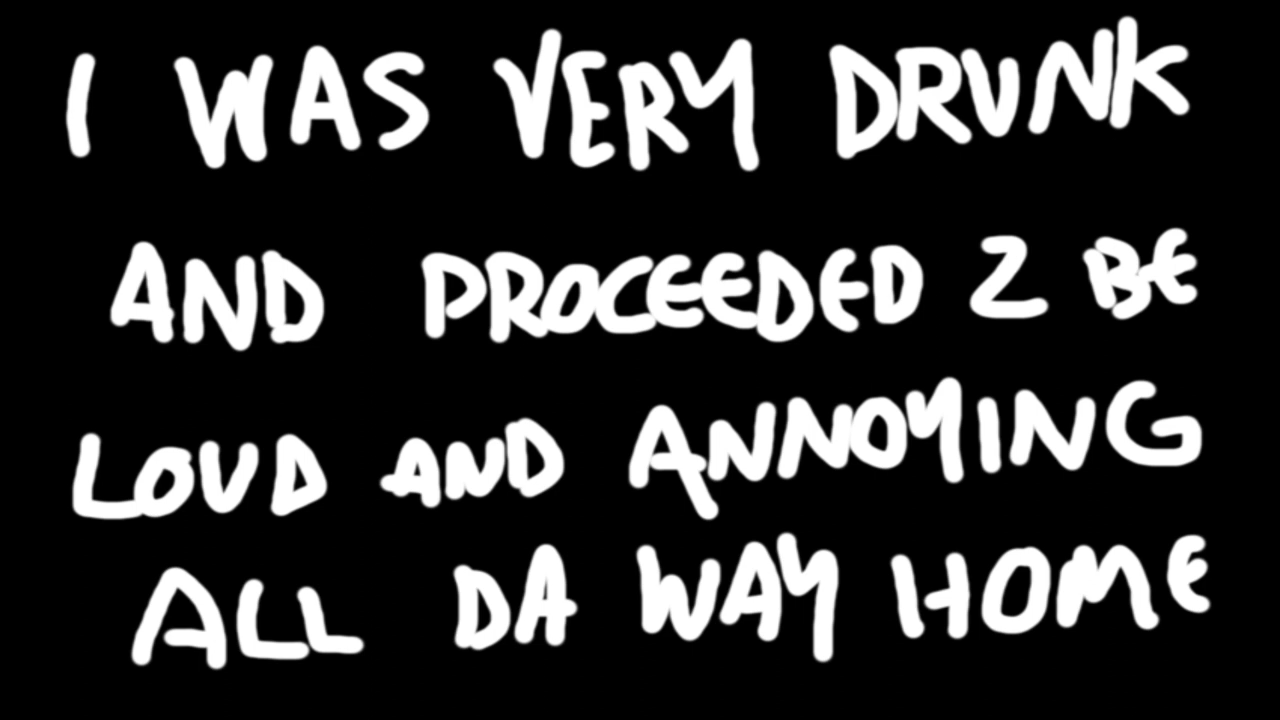 I WAS VERY DRUNK
AND PROCEEDED 2 BE
LOUD AND ANNOYING
ALL DA WAY HOME